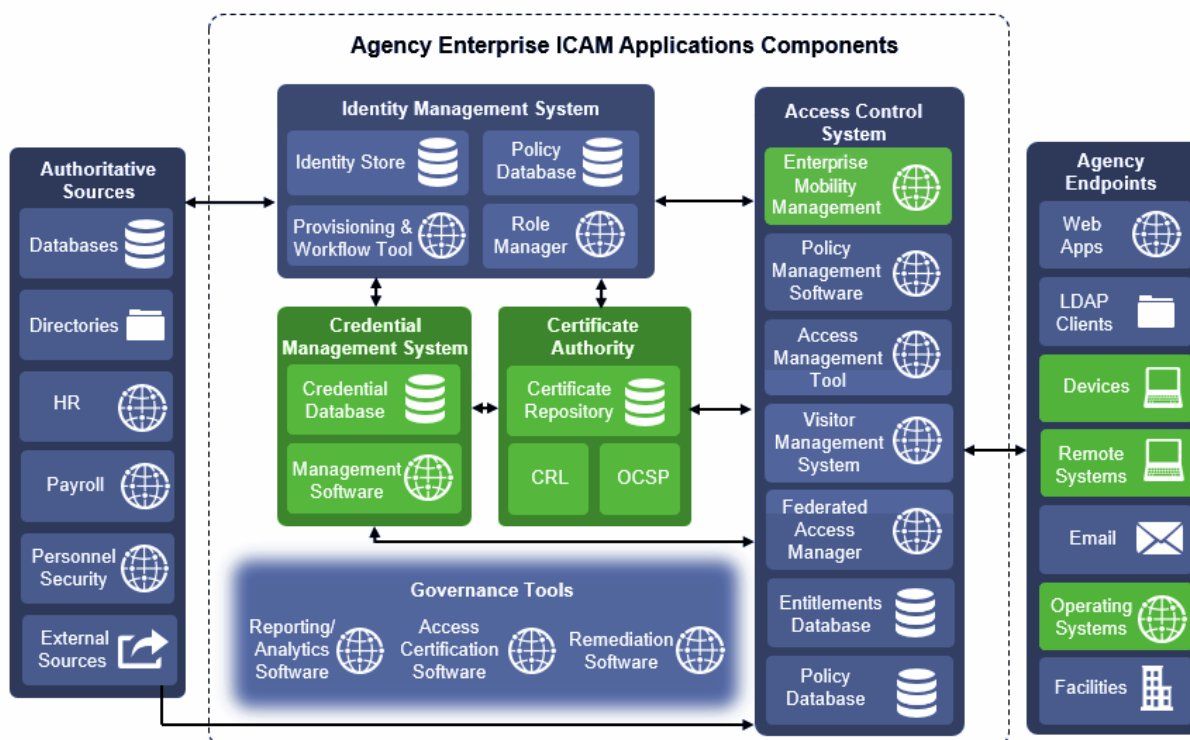 Agency Enterprise ICAM Applications Components
Authoritative
Sources
Databases
Directories
HR
Payroll
Personnel
Security
External
Sources
Identity Management System
Identity Store
Policy
Database
Provisioning &
Workflow Tool
Role
Manager
Credential
Management System
Credential
Database
Management
Software
Certificate
Authority
Certificate
Repository
CRL
OCSP
Governance Tools
Reporting/
Analytics
Software
Access
Certification
Software
Remediation
Software
Access Control
System
Enterprise
Mobility
Management
Policy
Management
Software
Access
Management
Tool
Visitor
Management
System
Federated
Access
Manager
Entitlements
Database
Policy
Database
Agency
Endpoints
Web
Apps
LDAP
Clients
Devices
Remote
Systems
Email
Operating
Systems
Facilities